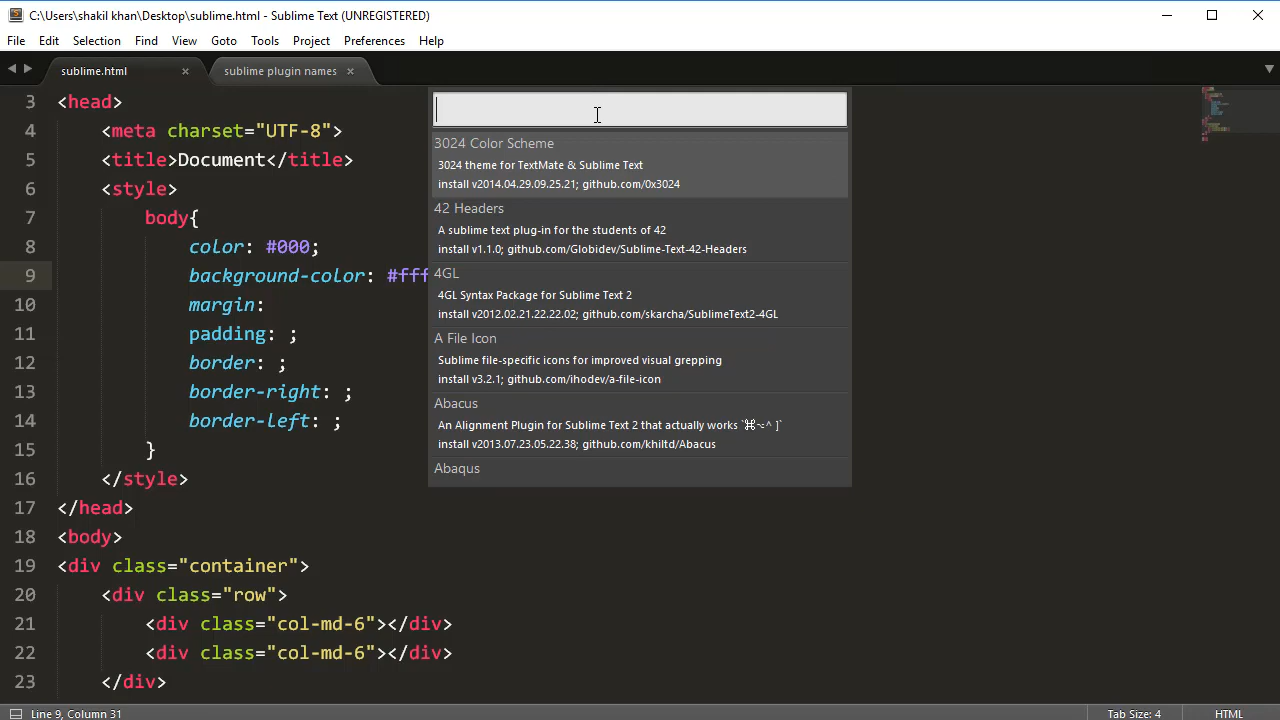 C:\Users\shakil khan\Desktop\sublime.html - Sublime Text (UNREGISTERED)
File Edit Selection Find View Goto Tools Project Preferences Help
sublime.html × sublime plugin names ×
3 <head>
4 <meta charset="UTF-8">
5 <title>Document</title>
6 <style>
7 body{
8 color: #000;
9 background-color: #fff
10 margin:
11 padding: ;
12 border: ;
13 border-right: ;
14 border-left: ;
15 }
16 </style>
17 </head>
18 <body>
19 <div class="container">
20 <div class="row">
21 <div class="col-md-6"></div>
22 <div class="col-md-6"></div>
23 </div>
3024 Color Scheme
3024 theme for TextMate & Sublime Text
install v2014.04.29.09.25.21; github.com/0x3024
42 Headers
A sublime text plug-in for the students of 42
install v1.1.0; github.com/Globidev/Sublime-Text-42-Headers
4GL
4GL Syntax Package for Sublime Text 2
install v2012.02.21.22.22.02; github.com/skarcha/SublimeText2-4GL
A File Icon
Sublime file-specific icons for improved visual grepping
install v3.2.1; github.com/ihodev/a-file-icon
Abacus
An Alignment Plugin for Sublime Text 2 that actually works `⌘⌥^ ]`
install v2013.07.23.05.22.38; github.com/khiltd/Abacus
Abaqus
Line 9, Column 31 Tab Size: 4 HTML